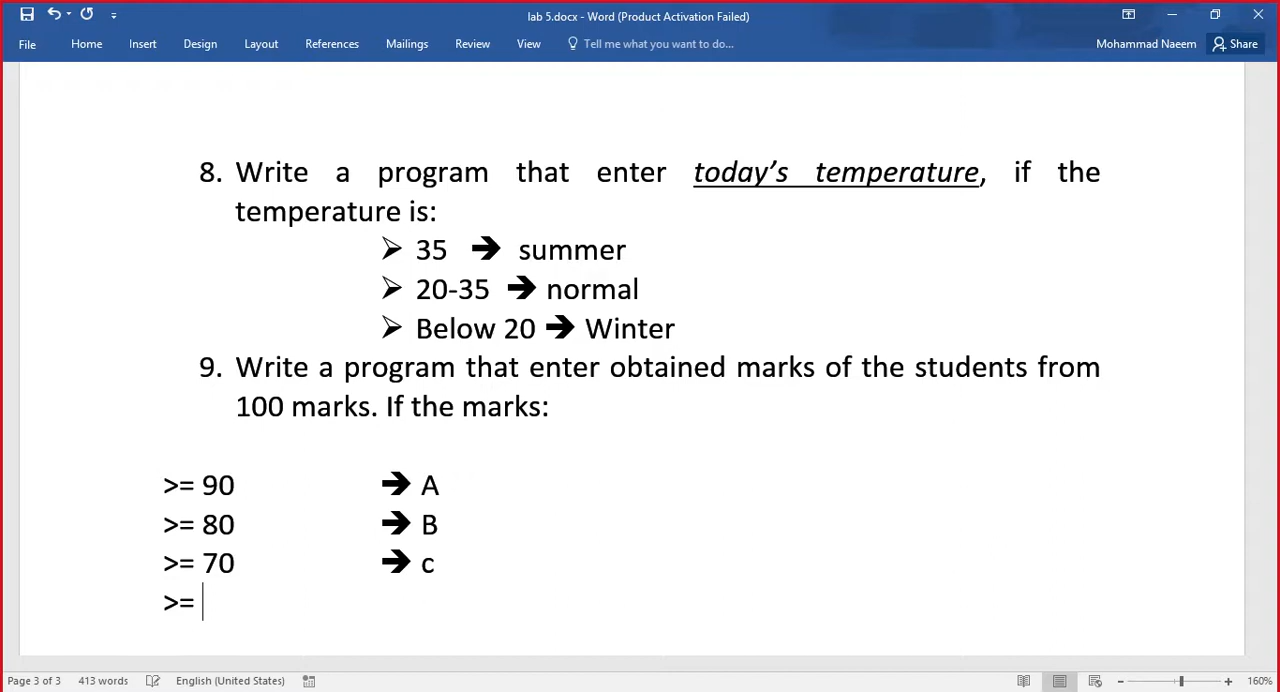 lab 5.docx - Word (Product Activation Failed)
File Home Insert Design Layout References Mailings Review View Tell me what you want to do... Mohammad Naeem Share
8. Write a program that enter today's temperature, if the
temperature is:
➢ 35 🡺 summer
➢ 20-35 🡺 normal
➢ Below 20 🡺 Winter
9. Write a program that enter obtained marks of the students from
100 marks. If the marks:
>= 90 🡺 A
>= 80 🡺 B
>= 70 🡺 c
>=
Page 3 of 3 413 words English (United States) 160%